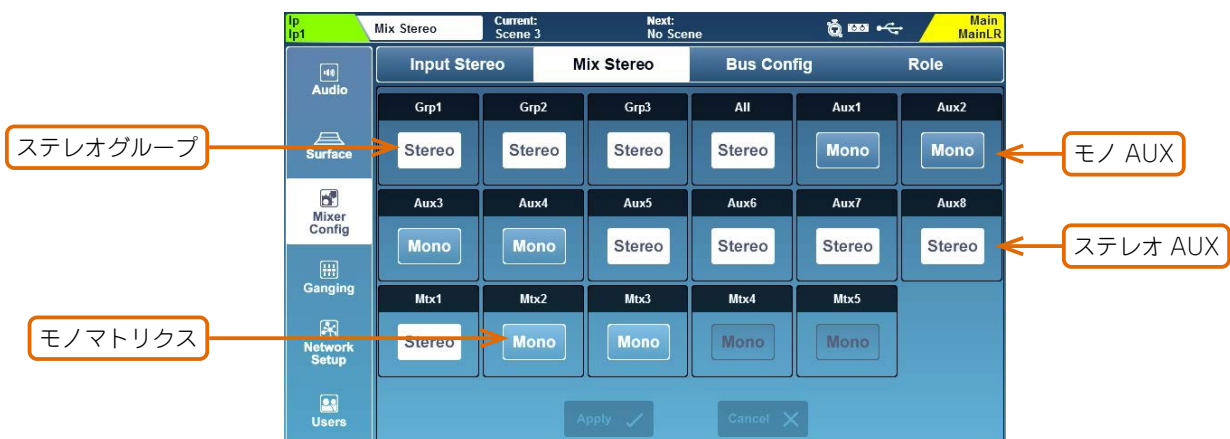 Ip
Ip1
Mix Stereo
Current:
Scene 3
Next:
No Scene
Main
MainLR
Audio
Surface
Mixer
Config
Ganging
Network
Setup
Users
Input Stereo
Mix Stereo
Bus Config
Role
Grp1
Grp2
Grp3
All
Aux1
Aux2
Stereo
Stereo
Stereo
Stereo
Mono
Mono
Aux3
Aux4
Aux5
Aux6
Aux7
Aux8
Mono
Mono
Stereo
Stereo
Stereo
Stereo
Mtx1
Mtx2
Mtx3
Mtx4
Mtx5
Stereo
Mono
Mono
Mono
Mono
Apply
Cancel
ステレオグループ
モノマトリクス
モノ AUX
ステレオ AUX